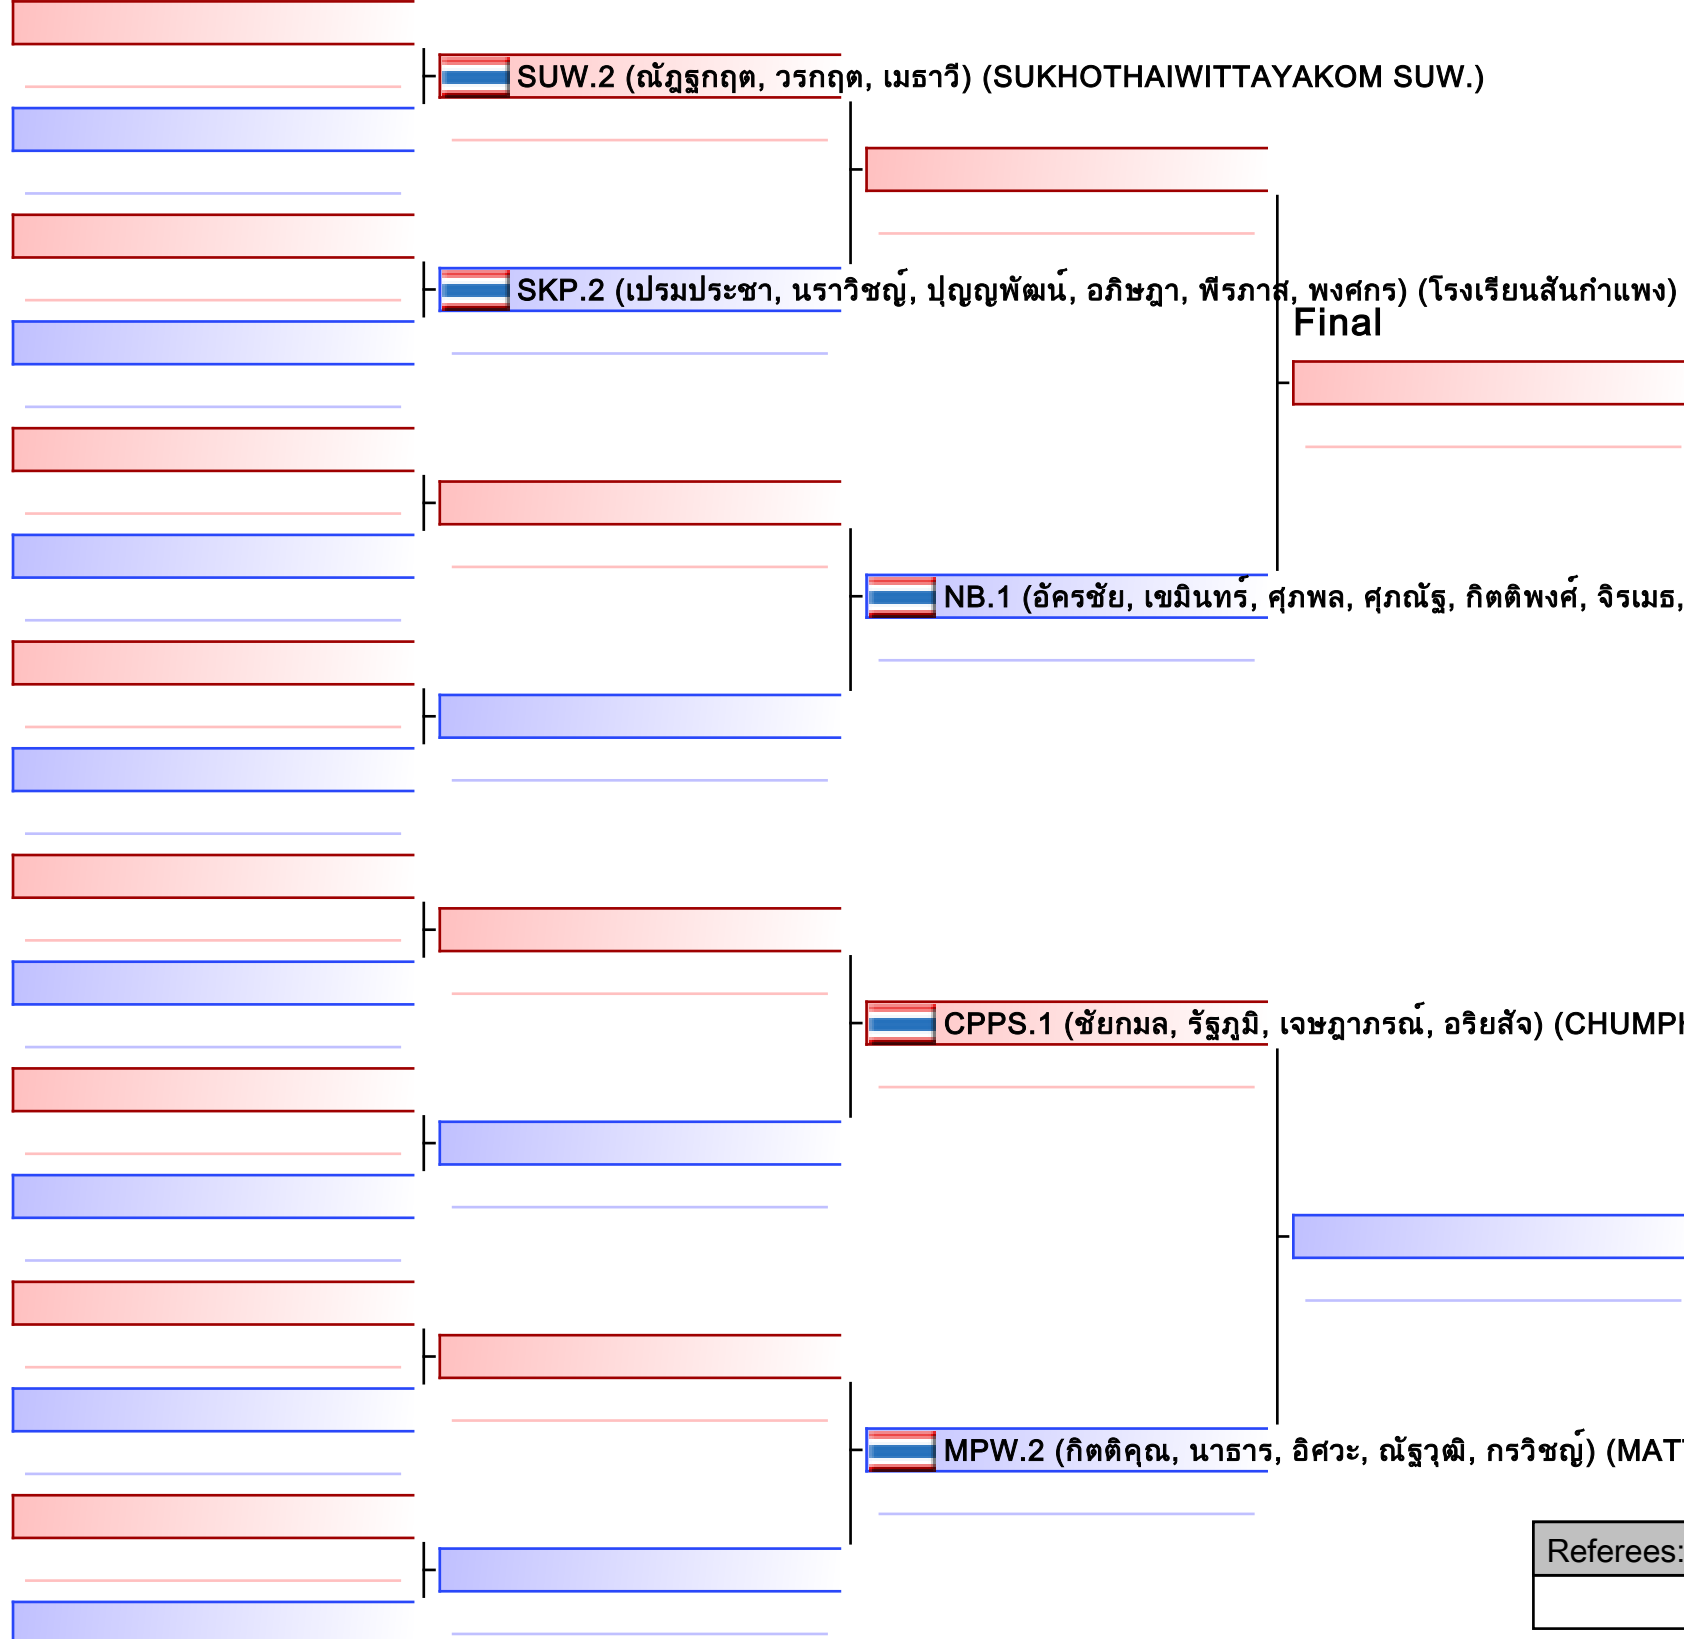 SUW.2 (ณัฎฐกฤต, วรกฤต, เมธาวี) (SUKHOTHAIWITTAYAKOM SUW.)
SKP.2 (เปรมประชา, นราวิชญ์, ปุญญพัฒน์, อภิษฎา, พีรภาส, พงศกร) (โรงเรียนสันกำแพง)
Final
NB.1 (อัครชัย, เขมินทร์, ศุภพล, ศุภณัฐ, กิตติพงศ์, จิรเมธ,
CPPS.1 (ชัยกมล, รัฐภูมิ, เจษฎาภรณ์, อริยสัจ) (CHUMPH
MPW.2 (กิตติคุณ, นาธาร, อิศวะ, ณัฐวุฒิ, กรวิชญ์) (MATT
Referees: